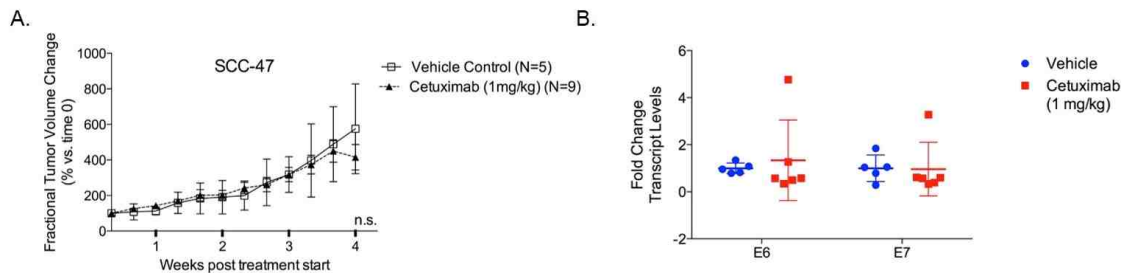 A.
SCC-47
Fractional Tumor Volume Change
(% vs. time 0)
1000
800
600
400
200
0
1
2
3
4
Weeks post treatment start
n.s.
Vehicle Control (N=5)
Cetuximab (1mg/kg) (N=9)
B.
Fold Change
Transcript Levels
6
4
2
0
-2
E6
E7
Vehicle
Cetuximab
(1 mg/kg)